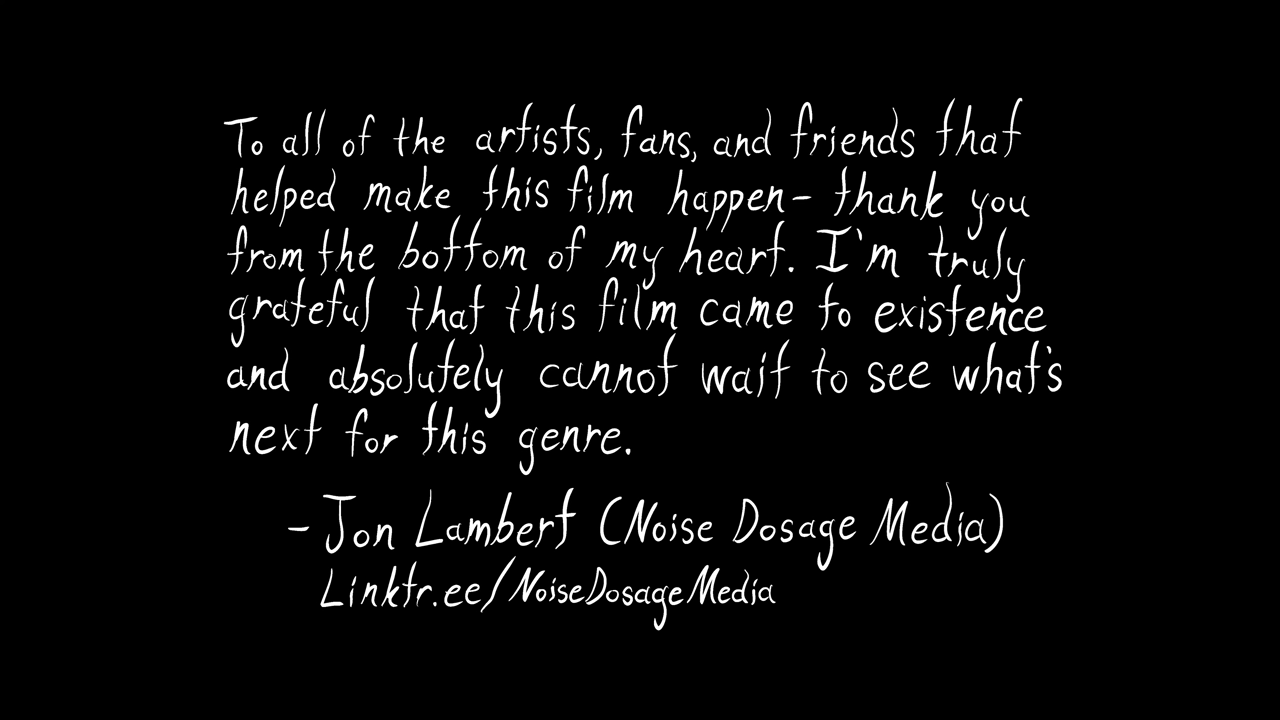 To all of the artists, fans, and friends that
helped make this film happen- thank you
from the bottom of my heart. I'm truly
grateful that this film came to existence
and absolutely cannot wait to see what's
next for this genre.
- Jon Lambert (Noise Dosage Media)
Linktr.ee/NoiseDosageMedia